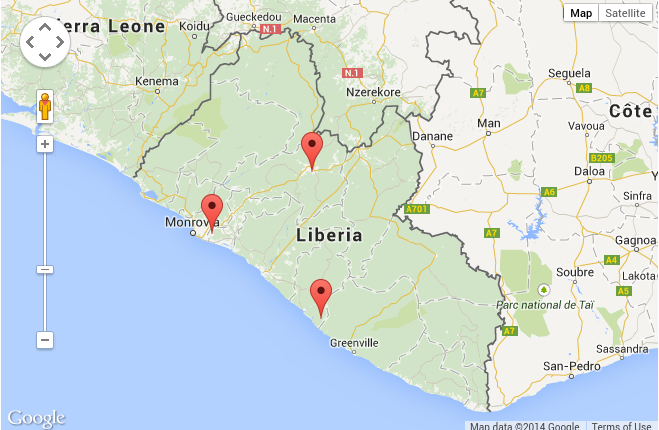 Gueckedou
Macenta
Map
Satellite
erra Leone
Koidu
N.1
N.1
Seguela
Kenema
Nzerekore
A7
A8
Côte
Man
Vavoua
Danane
B205
Daloa
A6
Sinfra
A701
Monrovia
Liberia
A7
Gagnoa
A4
Soubre
Lakota
A5
Parc national de Taï
A7
Greenville
Sassandra
San-Pedro
Google
Map data ©2014 Google
Terms of Use